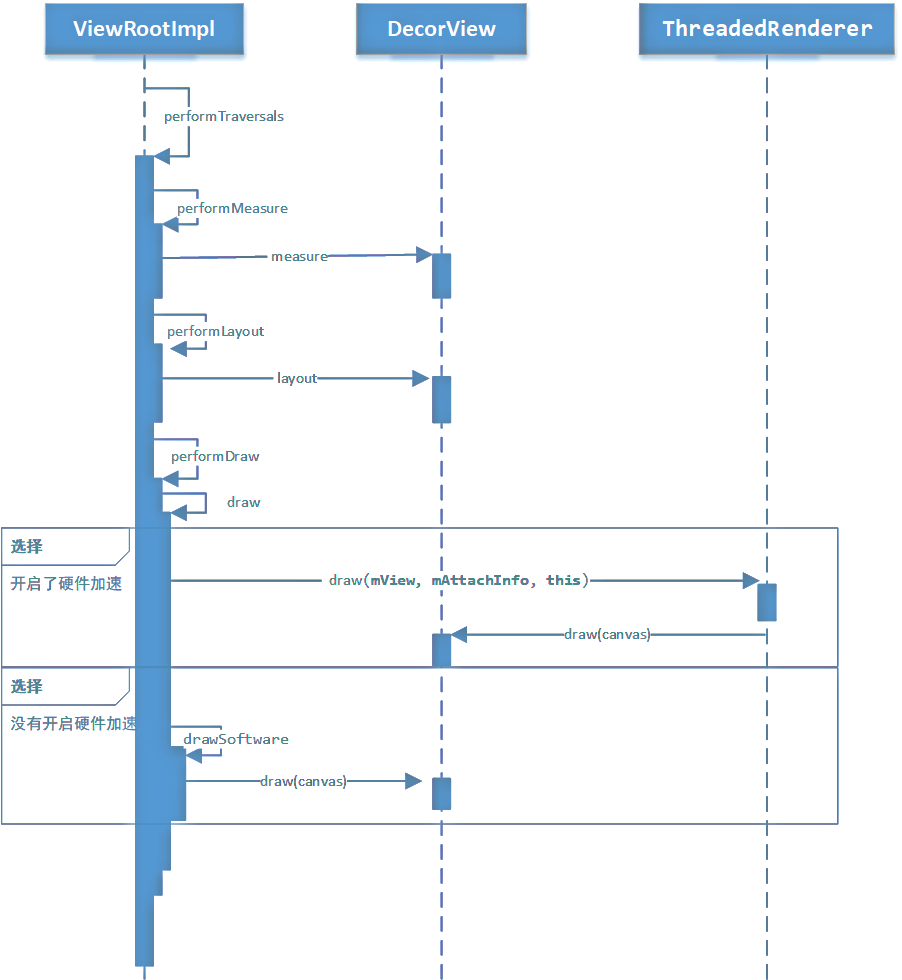 ViewRootImpl
DecorView
ThreadedRenderer
performTraversals
performMeasure
measure
performLayout
layout
performDraw
draw
选择
开启了硬件加速
draw(mView, mAttachInfo, this)
draw(canvas)
选择
没有开启硬件加速
drawSoftware
draw(canvas)